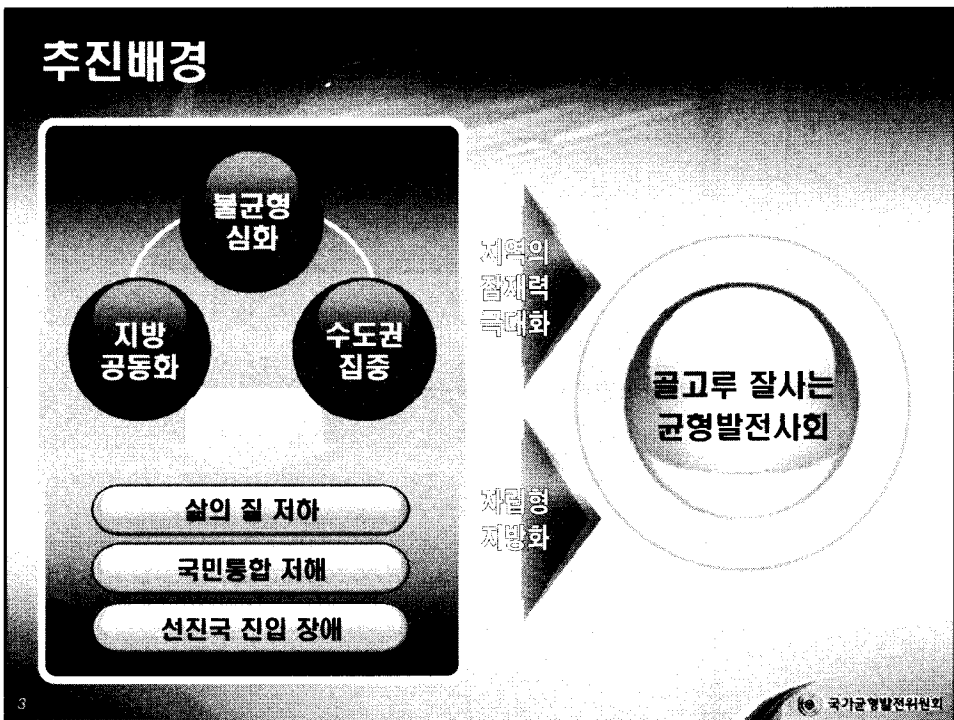 추진배경
불균형
심화
지방
공동화
수도권
집중
삶의 질 저하
국민통합 저해
선진국 진입 장애
지역의
잠재력
극대화
자립형
지방화
골고루 잘사는
균형발전사회
3
국가균형발전위원회